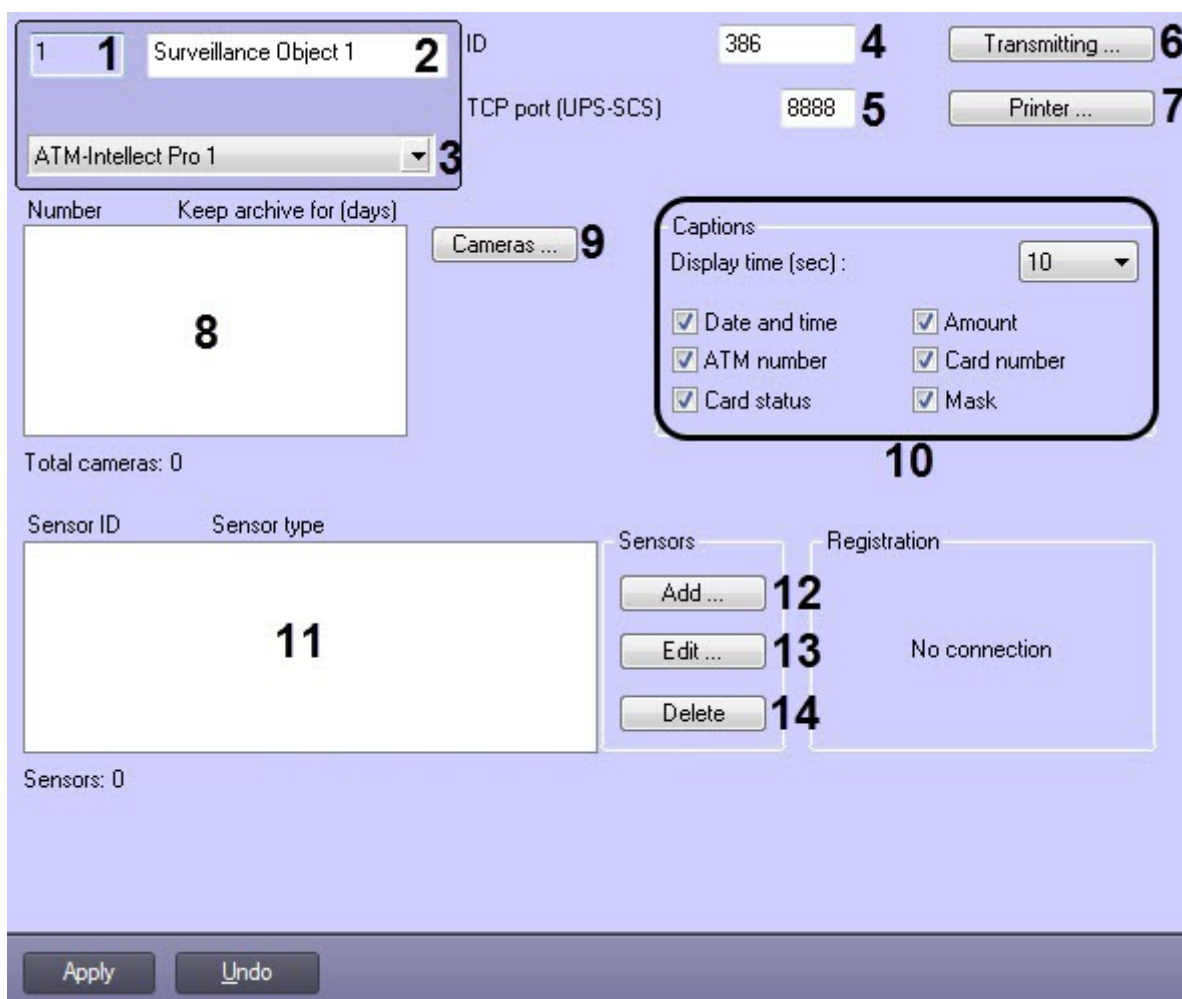 1 1 Surveillance Object 1 2 ID 386 4 Transmitting ... 6
TCP port (UPS-SCS) 8888 5 Printer ... 7
ATM-Intellect Pro 1 3
Number Keep archive for (days)
Cameras ... 9
8
Captions
Display time (sec) : 10
Date and time Amount
ATM number Card number
Card status Mask
10
Total cameras: 0
Sensor ID Sensor type
11
Sensors
Add ... 12
Edit ... 13
Delete 14
Registration
No connection
Sensors: 0
Apply Undo